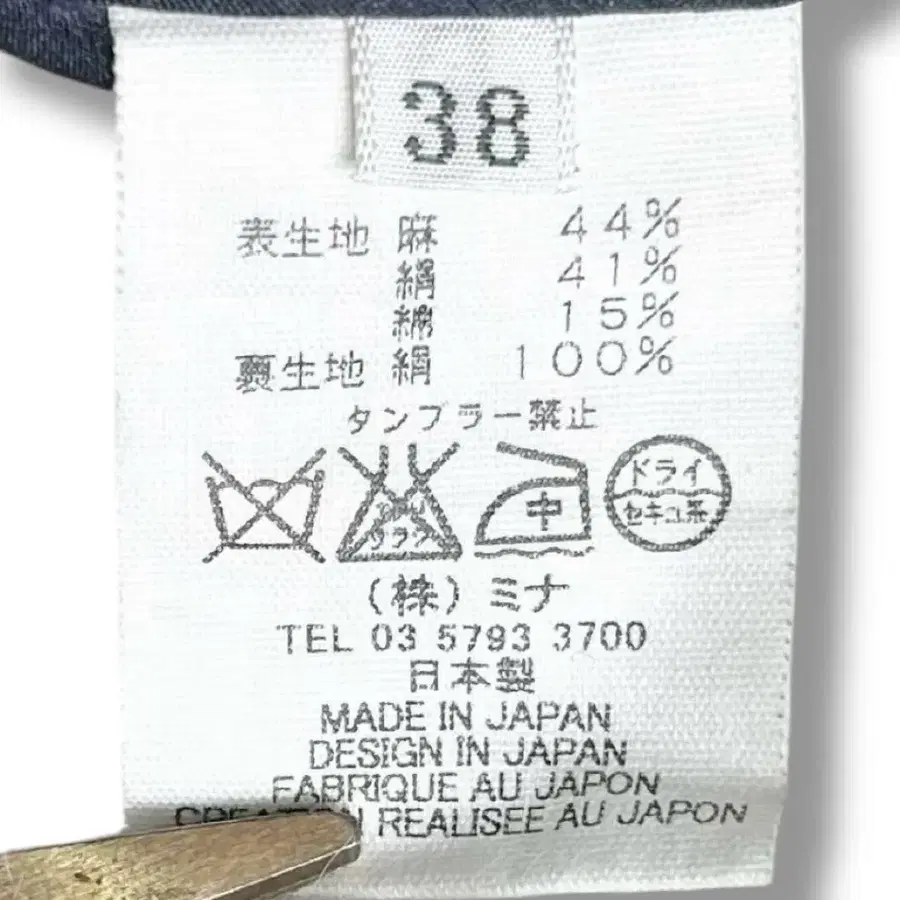 38
表生地 麻 44%
絹 41%
綿 15%
裏生地 絹 100%
タンブラー禁止
中
ドライ
セキユ系
(株)ミナ
TEL 03 5793 3700
日本製
MADE IN JAPAN
DESIGN IN JAPAN
FABRIQUE AU JAPON
REALISEE AU JAPON